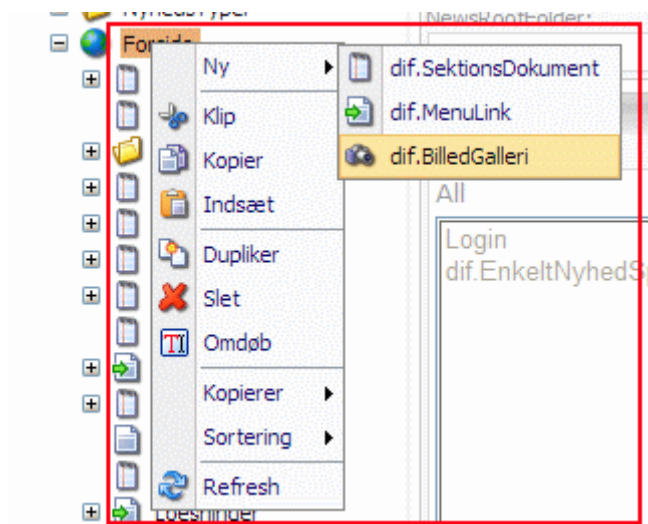 NewsRootFolder:
Ny
dif.SektionsDokument
Klip
dif.MenuLink
Kopier
dif.BilledGalleri
Indsæt
All
Login
Dupliker
dif.EnkeltNyhedSp
Slet
Omdøb
Kopierer
Sortering
Refresh
Loesninger